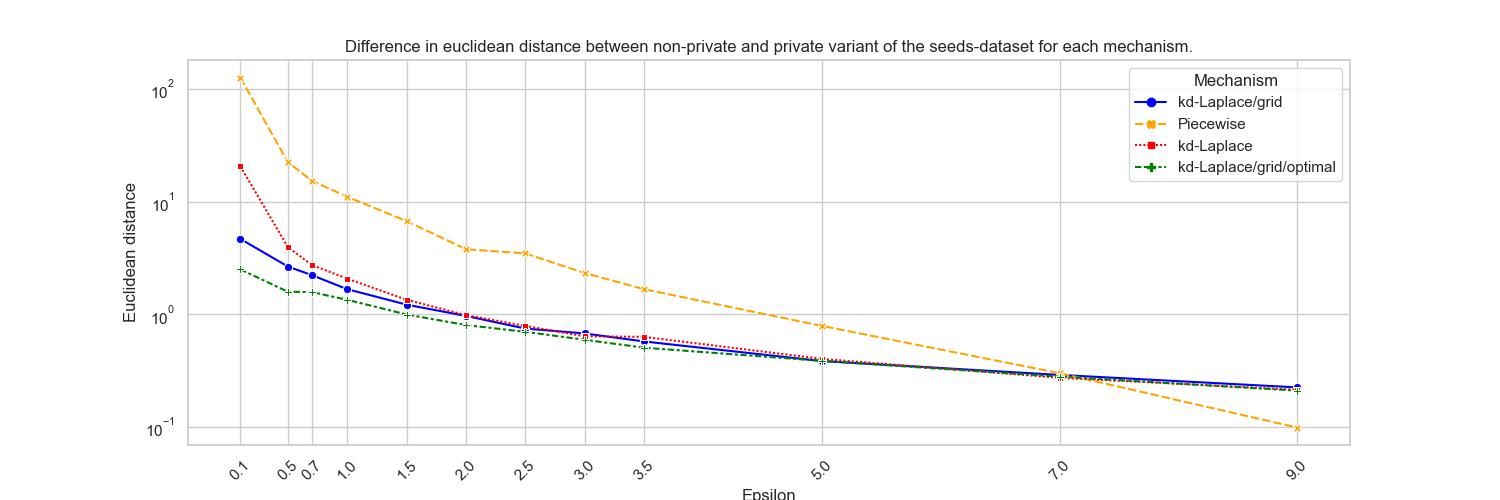 Difference in euclidean distance between non-private and private variant of the seeds-dataset for each mechanism.
Euclidean distance
10^2
10^1
10^0
10^−1
Mechanism
kd-Laplace/grid
Piecewise
kd-Laplace
kd-Laplace/grid/optimal
0.1 0.5 0.7 1.0 1.5 2.0 2.5 3.0 3.5 5.0 7.0 9.0
Epsilon